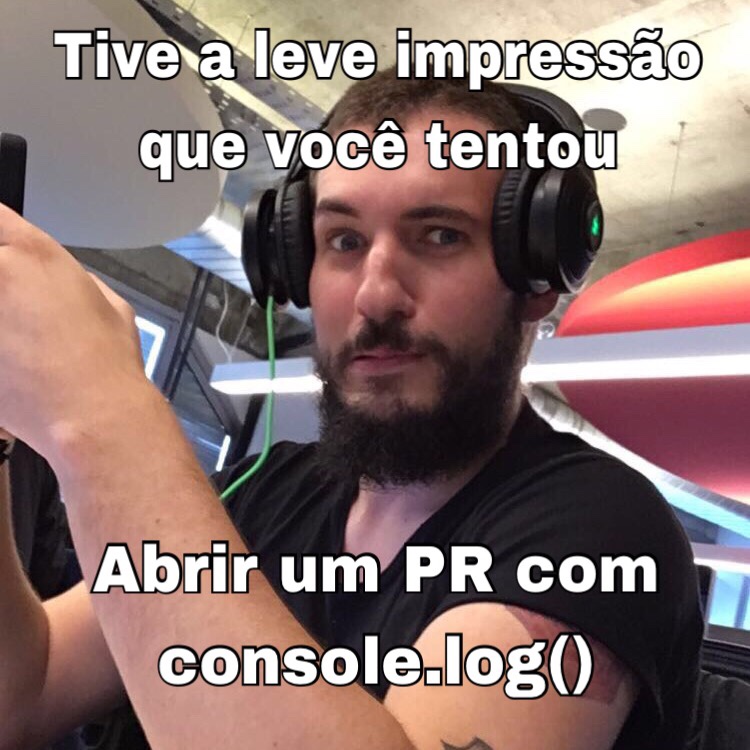 Tive a leve impressão
que você tentou
Abrir um PR com
console.log()